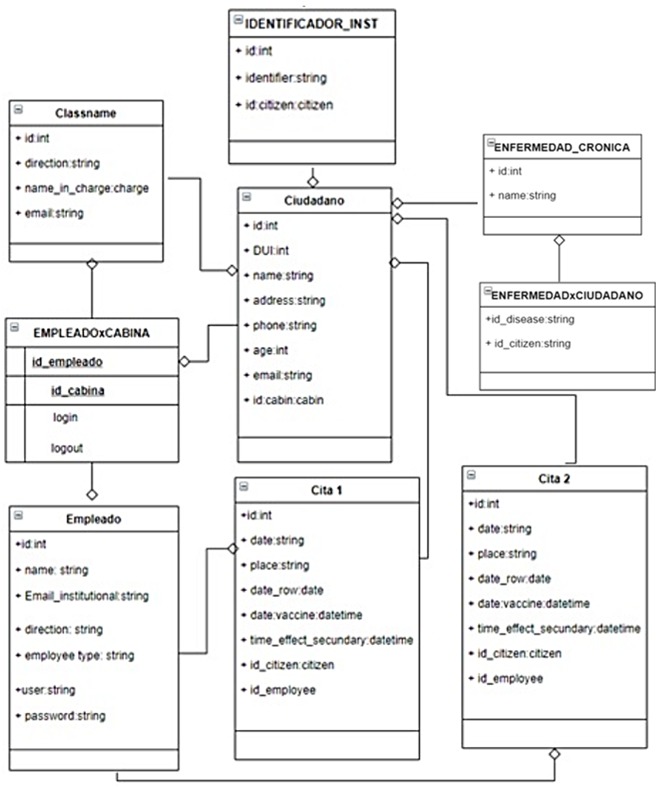 IDENTIFICADOR_INST
+ id:int
+ identifier:string
+ id:citizen:citizen
Classname
+ id:int
+ direction:string
+ name_in_charge:charge
+ email:string
ENFERMEDAD_CRONICA
+ id:int
+ name:string
Ciudadano
+ id:int
+ DUI:int
+ name:string
+ address:string
+ phone:string
+ age:int
+ email:string
+ id:cabin:cabin
ENFERMEDADxCIUDADANO
+id_disease:string
+ id_citizen:string
EMPLEADOxCABINA
id_empleado
id_cabina
login
logout
Empleado
+id:int
+ name: string
+ Email_institutional:string
+ direction: string
+ employee type: string
+user:string
+ password:string
Cita 1
+id:int
+ date:string
+ place:string
+ date_row:date
+ date:vaccine:datetime
+ time_effect_secundary:datetime
+ id_citizen:citizen
+ id_employee
Cita 2
+id:int
+ date:string
+ place:string
+ date_row:date
+ date:vaccine:datetime
+ time_effect_secundary:datetime
+ id_citizen:citizen
+ id_employee